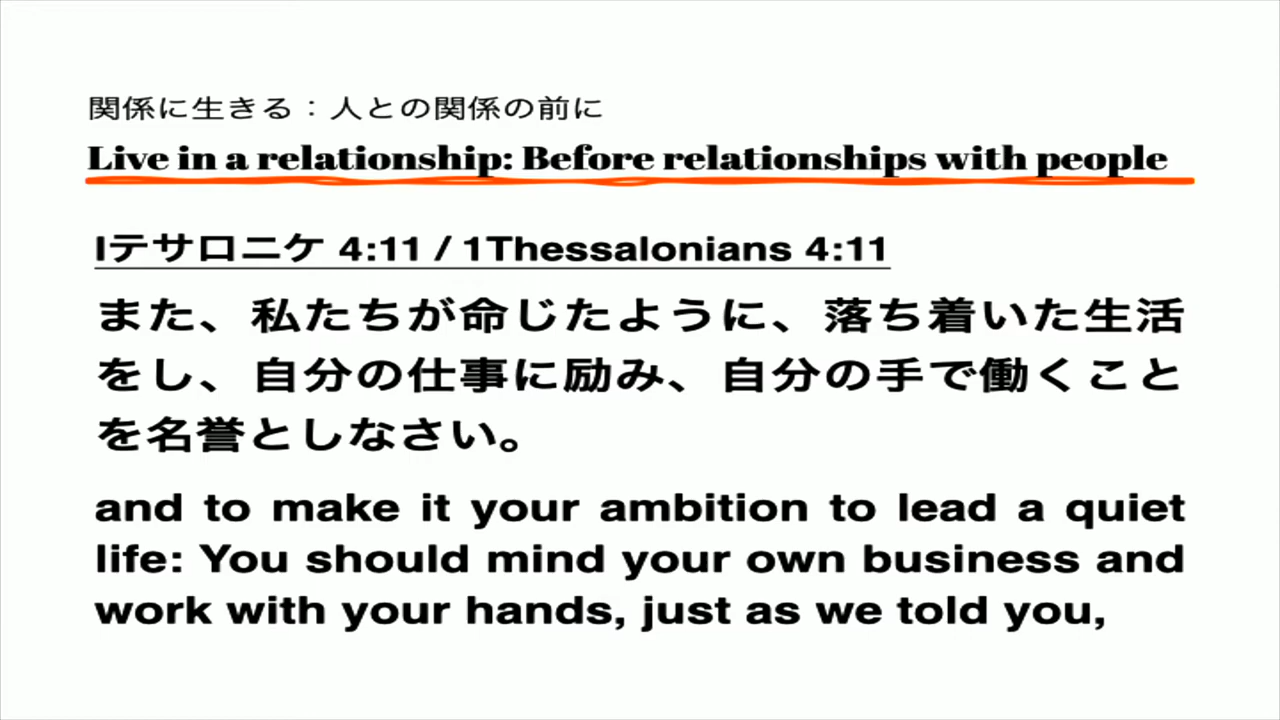 関係に生きる：人との関係の前に
Live in a relationship: Before relationships with people
Iテサロニケ 4:11 / 1Thessalonians 4:11
また、私たちが命じたように、落ち着いた生活
をし、自分の仕事に励み、自分の手で働くこと
を名誉としなさい。
and to make it your ambition to lead a quiet
life: You should mind your own business and
work with your hands, just as we told you,